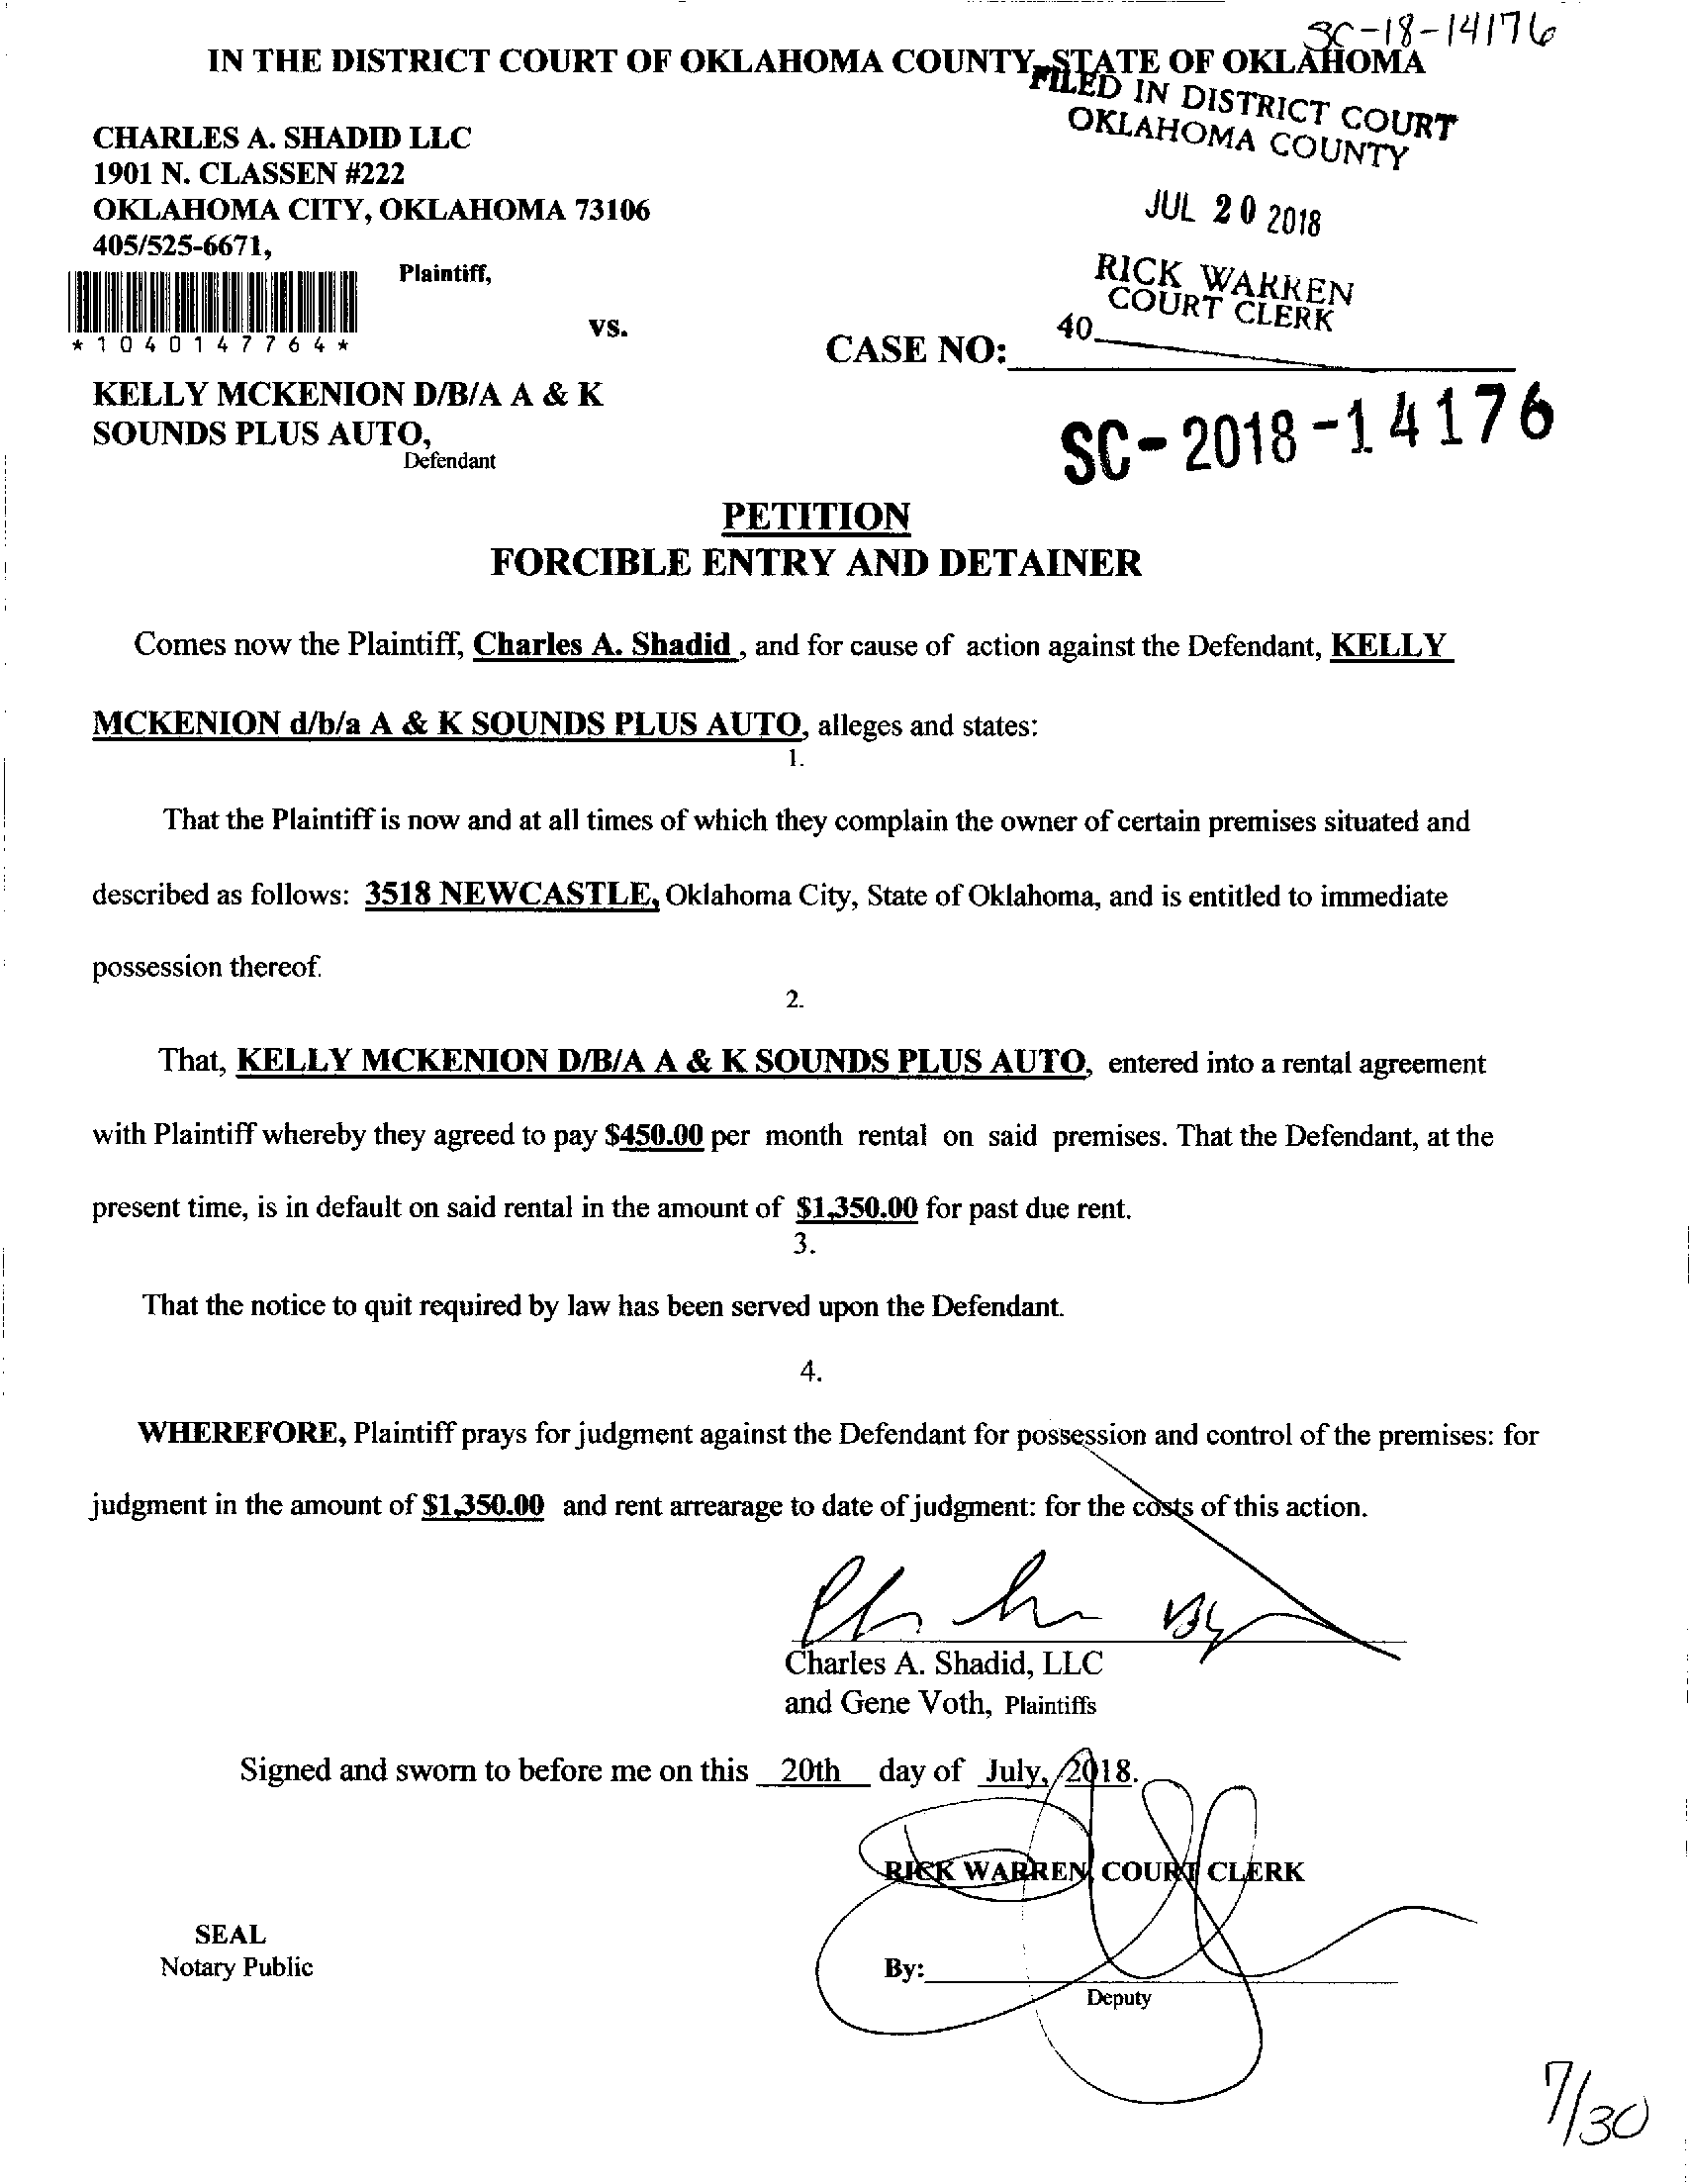 SC-18-14176
IN THE DISTRICT COURT OF OKLAHOMA COUNTY, STATE OF OKLAHOMA
FILED IN DISTRICT COURT
OKLAHOMA COUNTY
CHARLES A. SHADID LLC
1901 N. CLASSEN #222
OKLAHOMA CITY, OKLAHOMA 73106
JUL 20 2018
405/525-6671,
Plaintiff,
RICK WARREN
COURT CLERK
vs.
40
*1040147764*
CASE NO:
KELLY MCKENION D/B/A A & K
SOUNDS PLUS AUTO,
Defendant
SC-2018-14176
PETITION
FORCIBLE ENTRY AND DETAINER
Comes now the Plaintiff, Charles A. Shadid , and for cause of action against the Defendant, KELLY
MCKENION d/b/a A & K SOUNDS PLUS AUTO, alleges and states:
1.
That the Plaintiff is now and at all times of which they complain the owner of certain premises situated and
described as follows: 3518 NEWCASTLE, Oklahoma City, State of Oklahoma, and is entitled to immediate
possession thereof.
2.
That, KELLY MCKENION D/B/A A & K SOUNDS PLUS AUTO, entered into a rental agreement
with Plaintiff whereby they agreed to pay $450.00 per month rental on said premises. That the Defendant, at the
present time, is in default on said rental in the amount of $1,350.00 for past due rent.
3.
That the notice to quit required by law has been served upon the Defendant.
4.
WHEREFORE, Plaintiff prays for judgment against the Defendant for possession and control of the premises: for
judgment in the amount of $1,350.00 and rent arrearage to date of judgment: for the costs of this action.
Charles A. Shadid, LLC
and Gene Voth, Plaintiffs
Signed and sworn to before me on this 20th day of July, 2018.
RICK WARREN, COURT CLERK
SEAL
Notary Public
By:
Deputy
7/30